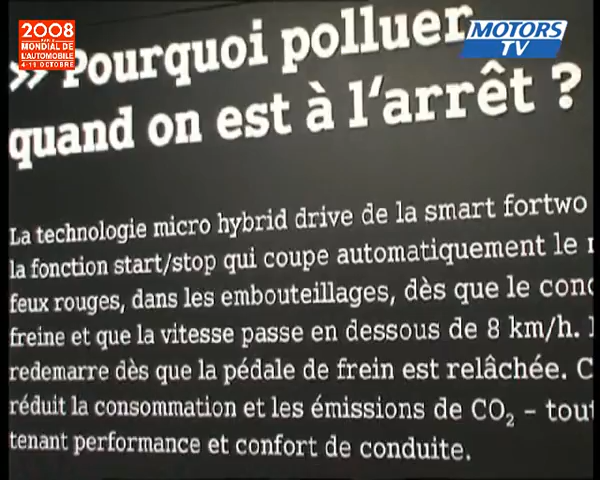 2008
MONDIAL DE
L'AUTOMOBILE
4-19 OCTOBRE
MOTORS
TV
» Pourquoi polluer
quand on est à l'arrêt ?
La technologie micro hybrid drive de la smart fortwo
la fonction start/stop qui coupe automatiquement le
feux rouges, dans les embouteillages, dès que le
freine et que la vitesse passe en dessous de 8 km/h.
redemarre dès que la pédale de frein est relâchée.
réduit la consommation et les émissions de CO₂ – tout
tenant performance et confort de conduite.